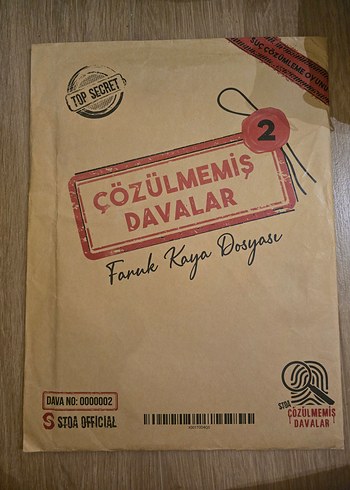 SUÇ ÇÖZÜMLEME OYUNU
TOP SECRET
2
ÇÖZÜLMEMİŞ
DAVALAR
Faruk Kaya Dosyası
DAVA NO: 0000002
STOA OFFICIAL
STOA
ÇÖZÜLMEMİŞ
DAVALAR